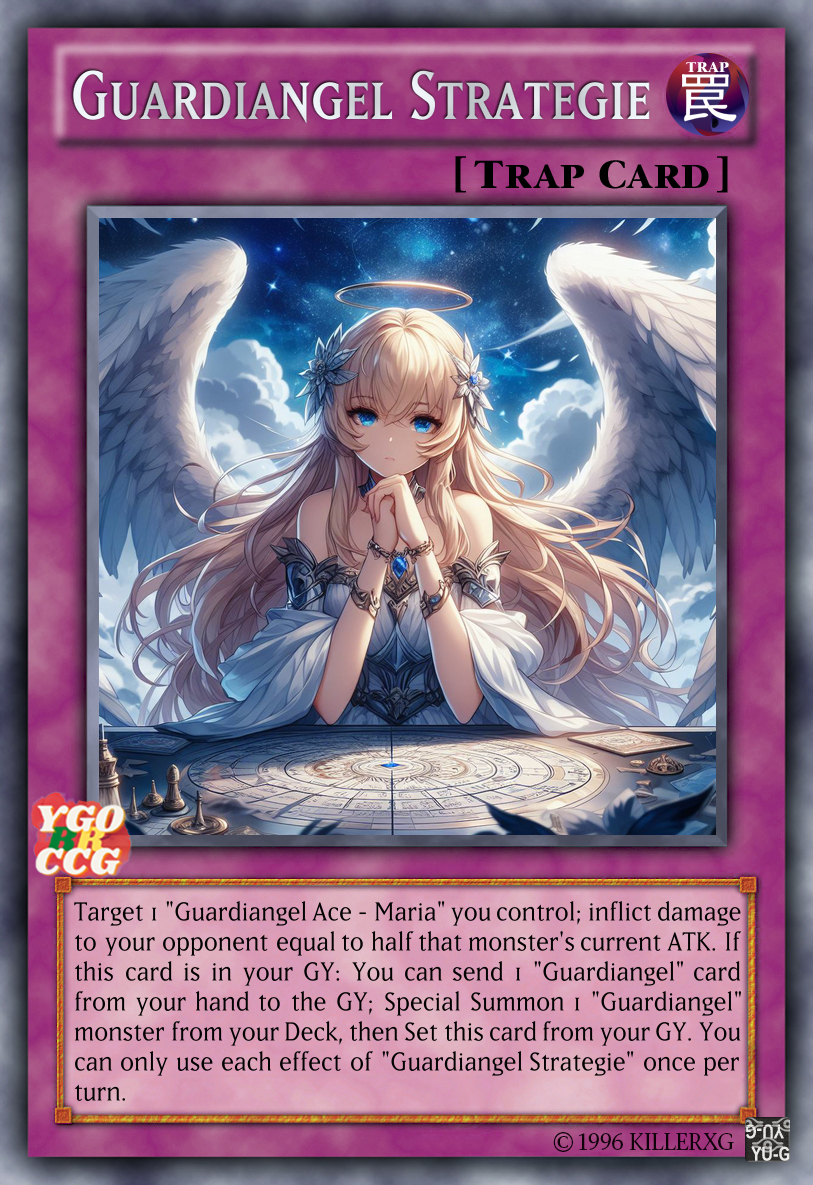 GUARDIANGEL STRATEGIE
TRAP
罠
[TRAP CARD]
YGO
BR
CCG
Target 1 "Guardiangel Ace - Maria" you control; inflict damage
to your opponent equal to half that monster's current ATK. If
this card is in your GY: You can send 1 "Guardiangel" card
from your hand to the GY; Special Summon 1 "Guardiangel"
monster from your Deck, then Set this card from your GY. You
can only use each effect of "Guardiangel Strategie" once per
turn.
© 1996 KILLERXG
YU-G